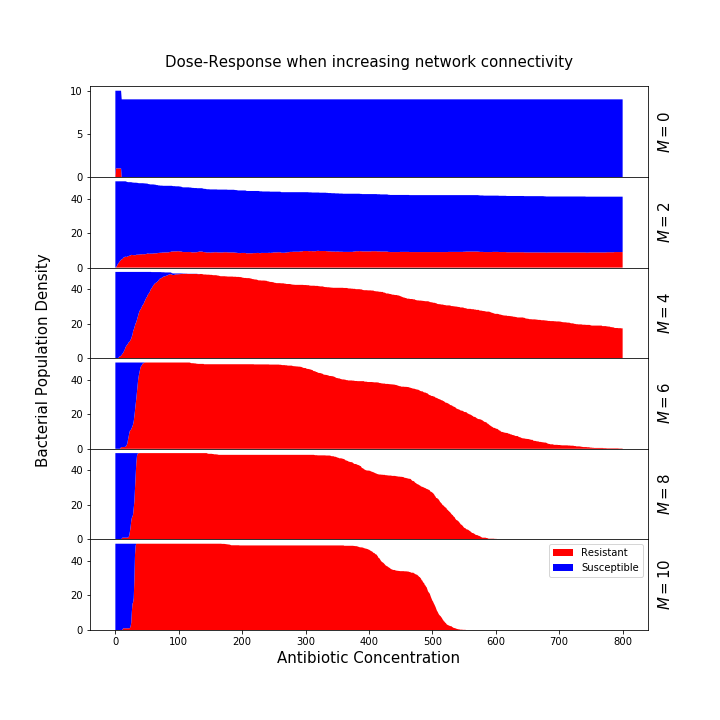 Dose-Response when increasing network connectivity
10
5
M = 0
40
20
0
M = 2
40
20
0
M = 4
40
20
0
M = 6
40
20
0
M = 8
40
20
0
M = 10
Resistant
Susceptible
0 100 200 300 400 500 600 700 800
Antibiotic Concentration
Bacterial Population Density